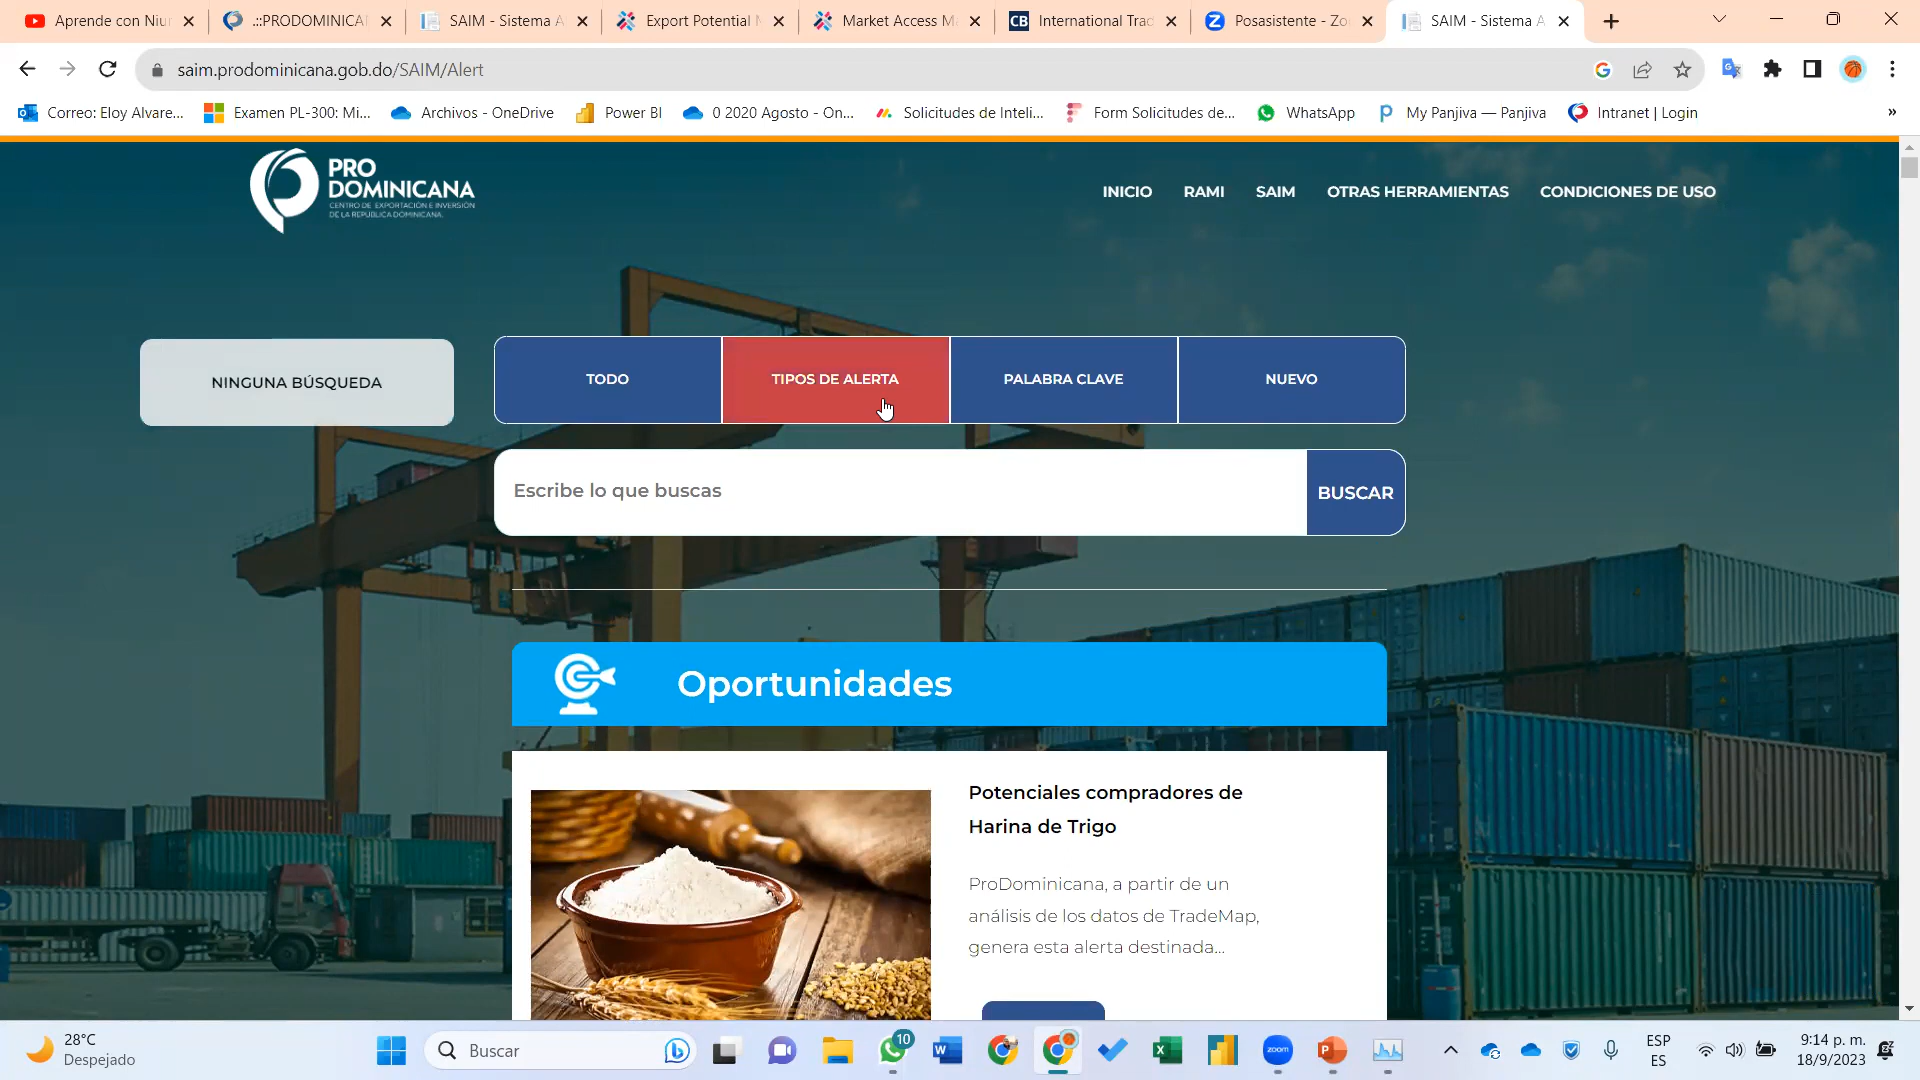 Aprende con Niur
.::PRODOMINICA
SAIM - Sistema A
Export Potential M
Market Access M
International Trad
Posasistente - Zo
SAIM - Sistema A
saim.prodominicana.gob.do/SAIM/Alert
Correo: Eloy Alvare...
Examen PL-300: Mi...
Archivos - OneDrive
Power BI
0 2020 Agosto - On...
Solicitudes de Inteli...
Form Solicitudes de...
WhatsApp
My Panjiva — Panjiva
Intranet | Login
»
PRO
DOMINICANA
CENTRO DE EXPORTACIÓN E INVERSIÓN
DE LA REPÚBLICA DOMINICANA.
INICIO
RAMI
SAIM
OTRAS HERRAMIENTAS
CONDICIONES DE USO
NINGUNA BÚSQUEDA
TODO
TIPOS DE ALERTA
PALABRA CLAVE
NUEVO
Escribe lo que buscas
BUSCAR
Oportunidades
Potenciales compradores de
Harina de Trigo
ProDominicana, a partir de un
análisis de los datos de TradeMap,
genera esta alerta destinada...
28°C
Despejado
Buscar
10
zoom
ESP
ES
9:14 p. m.
18/9/2023